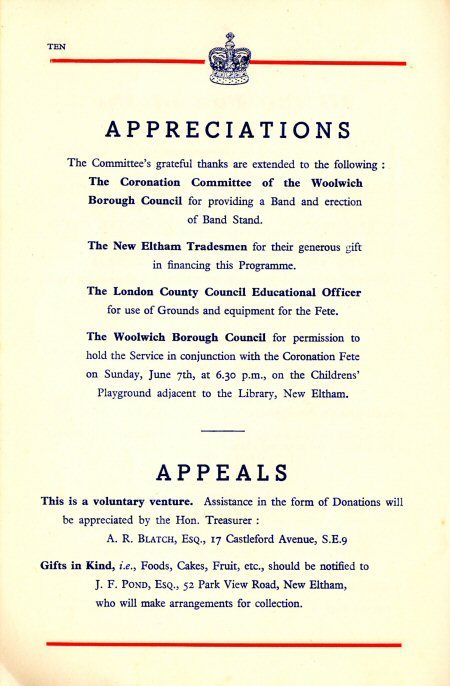 TEN
APPRECIATIONS
The Committee's grateful thanks are extended to the following :
The Coronation Committee of the Woolwich
Borough Council for providing a Band and erection
of Band Stand.
The New Eltham Tradesmen for their generous gift
in financing this Programme.
The London County Council Educational Officer
for use of Grounds and equipment for the Fete.
The Woolwich Borough Council for permission to
hold the Service in conjunction with the Coronation Fete
on Sunday, June 7th, at 6.30 p.m., on the Childrens'
Playground adjacent to the Library, New Eltham.
APPEALS
This is a voluntary venture. Assistance in the form of Donations will
be appreciated by the Hon. Treasurer :
A. R. BLATCH, ESQ., 17 Castleford Avenue, S.E.9
Gifts in Kind, i.e., Foods, Cakes, Fruit, etc., should be notified to
J. F. POND, ESQ., 52 Park View Road, New Eltham,
who will make arrangements for collection.